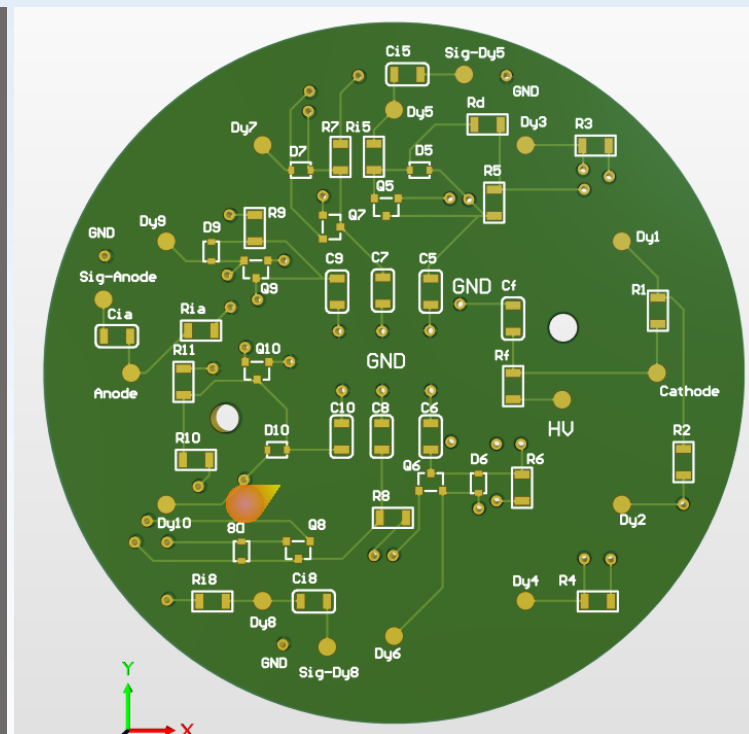 Ci5
Sig-Dy5
GND
Dy5
Rd
Dy3
R3
Dy7
R7
Ri5
D7
D5
R5
Q5
Dy9
D9
R9
Q7
Dy1
GND
Sig-Anode
Q9
C9
C7
C5
GND
Cf
R1
Cia
Ria
R11
Q10
GND
Rf
Anode
Cathode
C10
C8
C6
HV
R10
D10
R2
Q6
D6
R6
Dy10
D8
Q8
R8
Dy2
Ri8
Dy8
Ci8
Dy4
R4
GND
Sig-Dy8
Dy6
Y
X